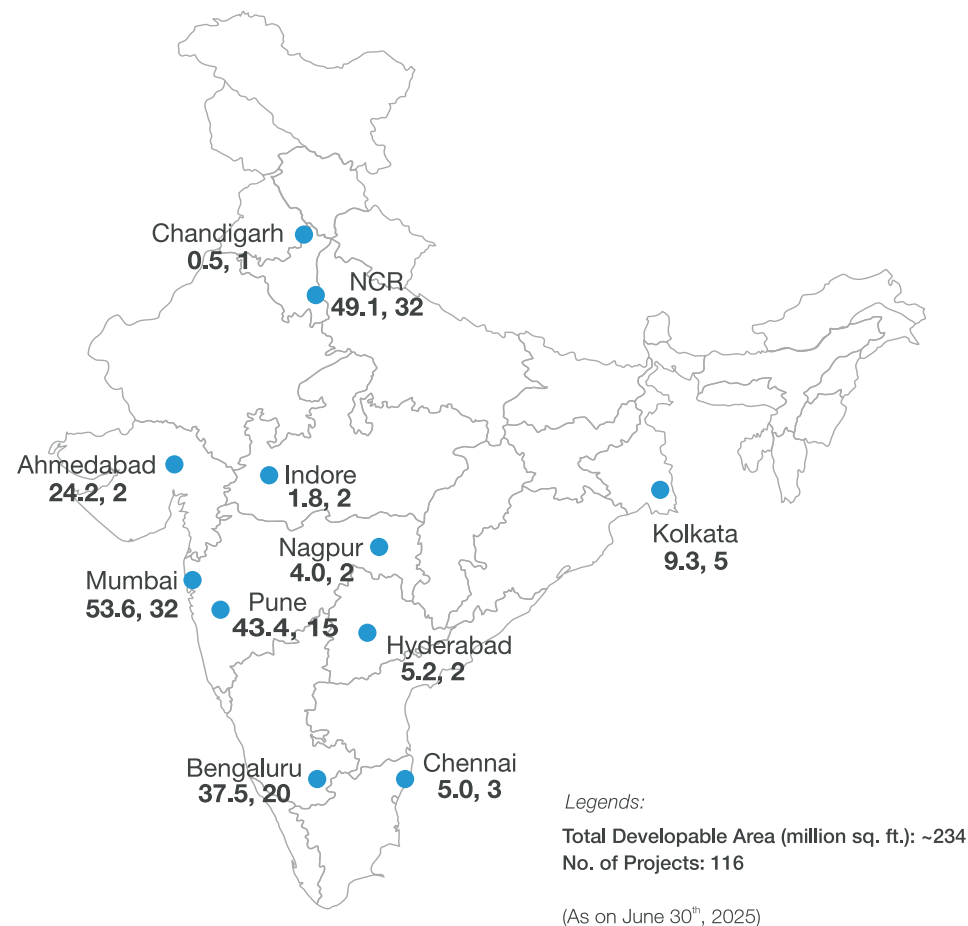 Chandigarh
0.5, 1
NCR
49.1, 32
Ahmedabad
24.2, 2
Indore
1.8, 2
Kolkata
9.3, 5
Nagpur
4.0, 2
Mumbai
53.6, 32
Pune
43.4, 15
Hyderabad
5.2, 2
Bengaluru
37.5, 20
Chennai
5.0, 3
Legends:
Total Developable Area (million sq. ft.): ~234
No. of Projects: 116
(As on June 30th, 2025)